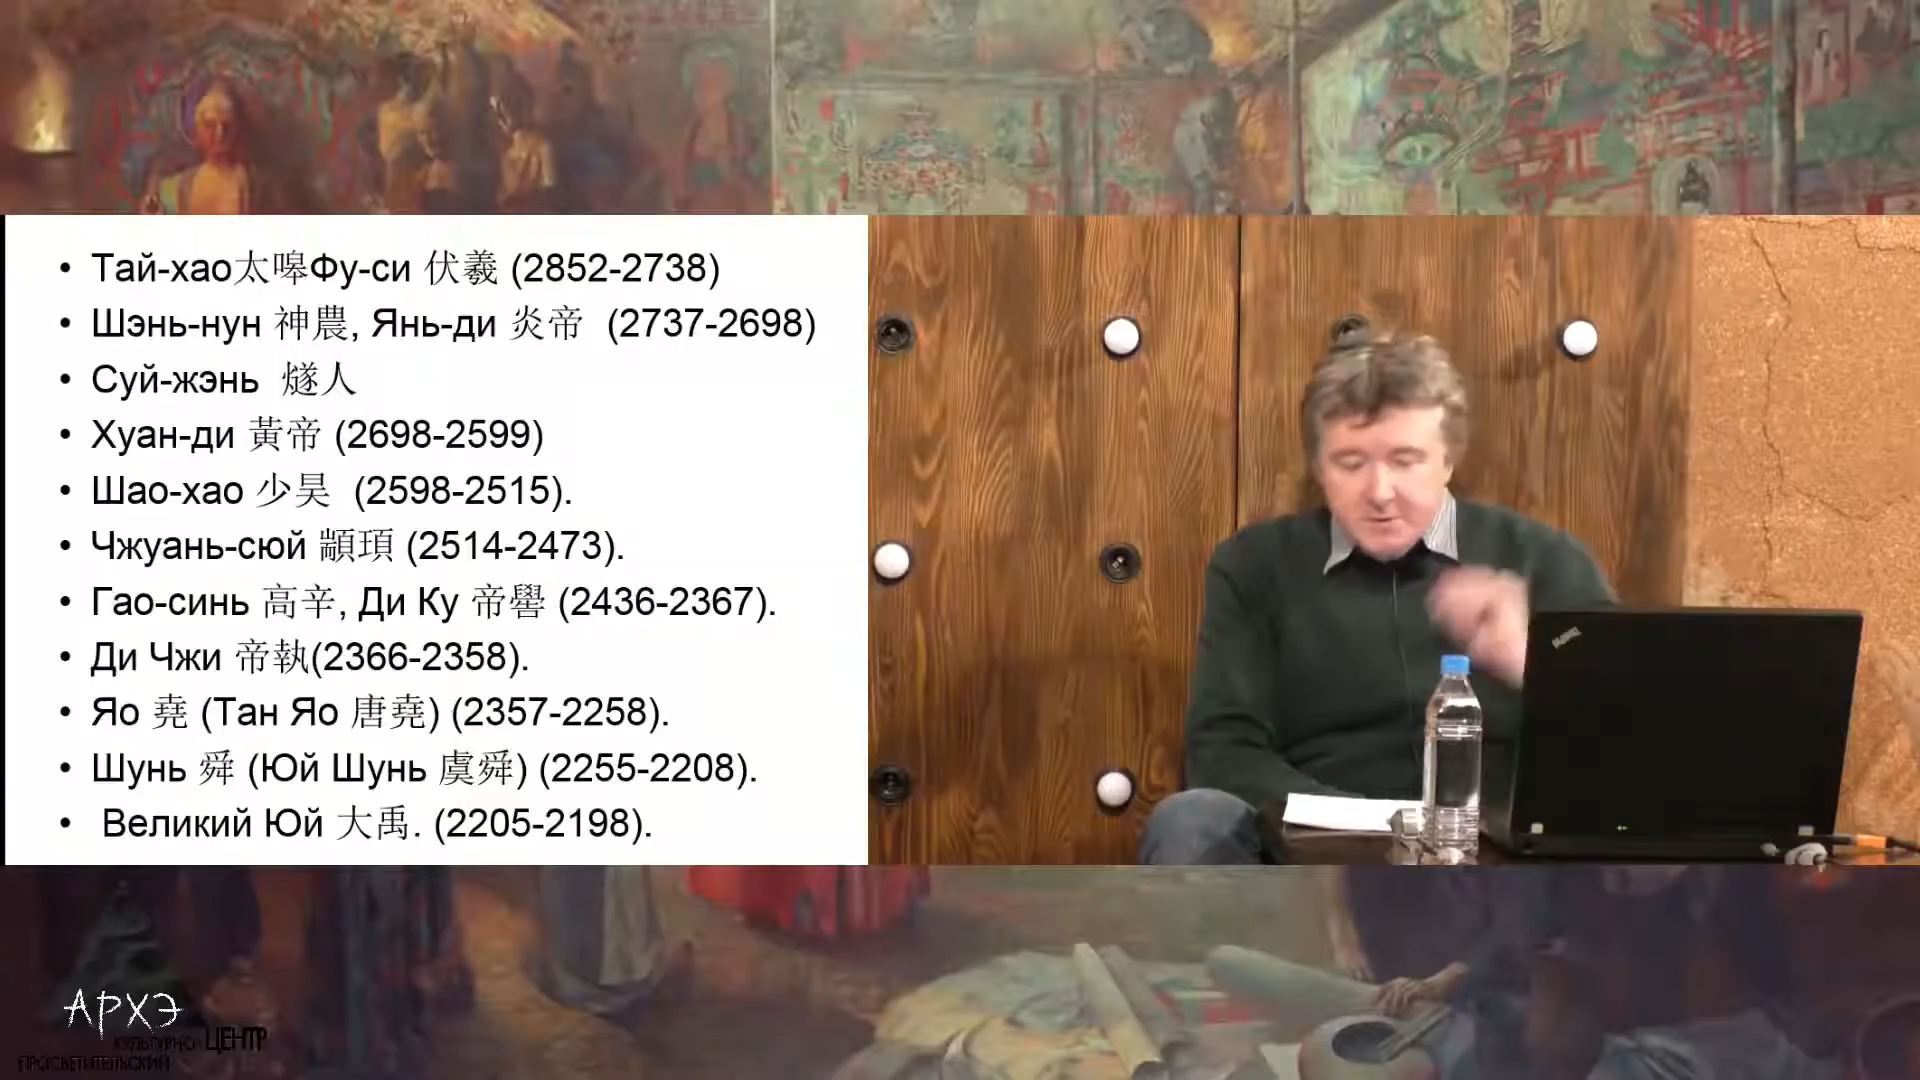 • Тай-хао太嗥Фу-си 伏羲 (2852-2738)
• Шэнь-нун 神農, Янь-ди 炎帝 (2737-2698)
• Суй-жэнь 燧人
• Хуан-ди 黃帝 (2698-2599)
• Шао-хао 少昊 (2598-2515).
• Чжуань-сюй 顓頊 (2514-2473).
• Гао-синь 高辛, Ди Ку 帝嚳 (2436-2367).
• Ди Чжи 帝執(2366-2358).
• Яо 堯 (Тан Яо 唐堯) (2357-2258).
• Шунь 舜 (Юй Шунь 虞舜) (2255-2208).
• Великий Юй 大禹. (2205-2198).
ThinkPad
АРХЭ
КУЛЬТУРНО ЦЕНТР
ПРОСВЕТИТЕЛЬСКИЙ